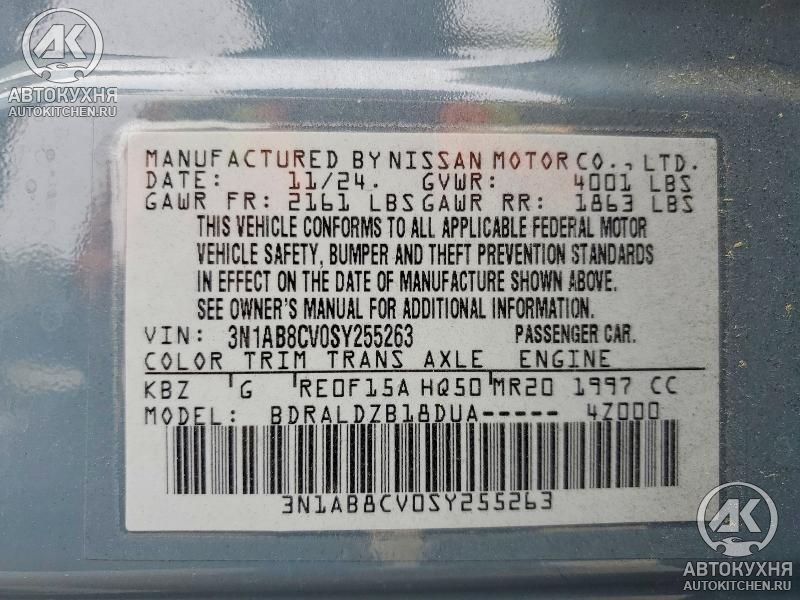 АК
АВТОКУХНЯ
AUTOKITCHEN.RU
MANUFACTURED BY NISSAN MOTOR CO., LTD.
DATE: 11/24. GVWR: 4001 LBS
GAWR FR: 2161 LBS GAWR RR: 1863 LBS
THIS VEHICLE CONFORMS TO ALL APPLICABLE FEDERAL MOTOR
VEHICLE SAFETY, BUMPER AND THEFT PREVENTION STANDARDS
IN EFFECT ON THE DATE OF MANUFACTURE SHOWN ABOVE.
SEE OWNER'S MANUAL FOR ADDITIONAL INFORMATION.
VIN: 3N1AB8CV0SY255263 PASSENGER CAR.
COLOR TRIM TRANS AXLE ENGINE
KBZ G RE0F15A HQ50 MR20 1997 CC
MODEL: BDRALDZB18DUA----- 4Z000
3N1AB8CV0SY255263
АК
АВТОКУХНЯ
AUTOKITCHEN.RU